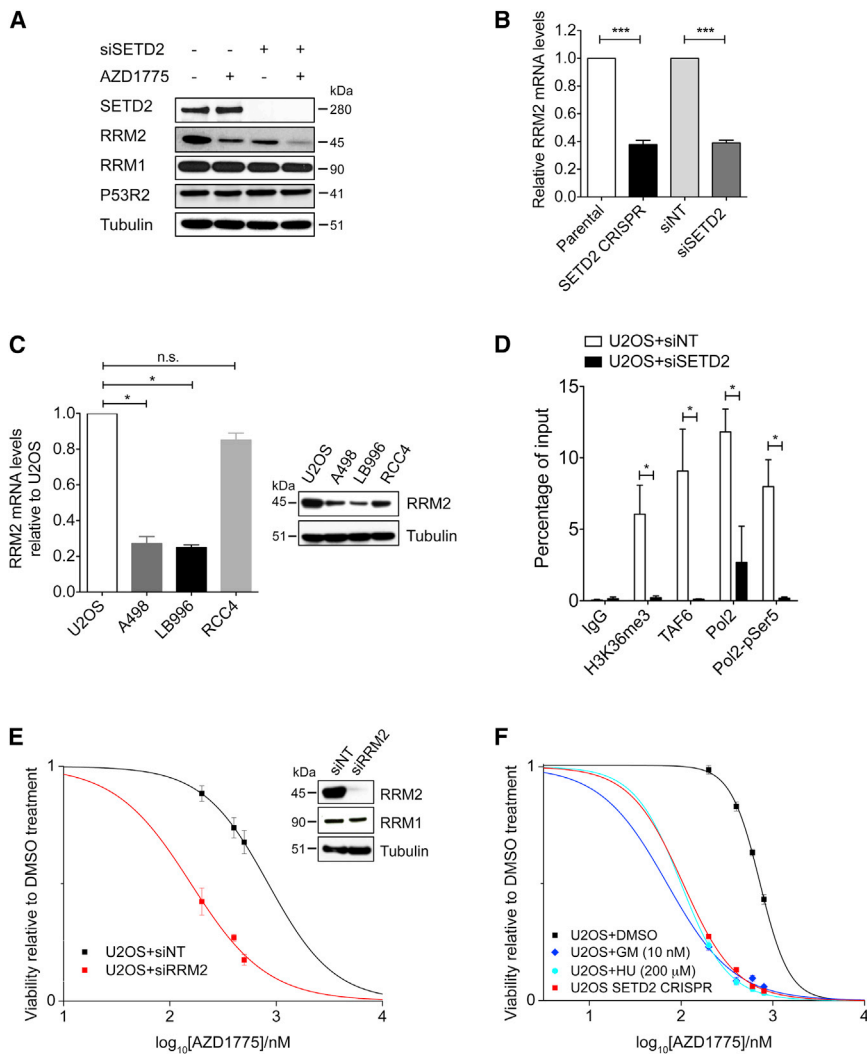 A
siSETD2 - - + +
AZD1775 - + - +
kDa
SETD2 280
RRM2 45
RRM1 90
P53R2 41
Tubulin 51
B
Relative RRM2 mRNA levels
1.2
1.0
0.8
0.6
0.4
0.2
0.0
*** ***
Parental
SETD2 CRISPR
siNT
siSETD2
C
RRM2 mRNA levels
relative to U2OS
n.s.
*
*
1.0
0.8
0.6
0.4
0.2
0.0
U2OS
A498
LB996
RCC4
U2OS
A498
LB996
RCC4
kDa
45 RRM2
51 Tubulin
D
U2OS+siNT
U2OS+siSETD2
Percentage of input
15
10
5
0
* * * *
IgG
H3K36me3
TAF6
Pol2
Pol2-pSer5
E
Viability relative to DMSO treatment
1
0
siNT
siRRM2
kDa
45 RRM2
90 RRM1
51 Tubulin
U2OS+siNT
U2OS+siRRM2
1 2 3 4
log10[AZD1775]/nM
F
Viability relative to DMSO treatment
1
0
U2OS+DMSO
U2OS+GM (10 nM)
U2OS+HU (200 µM)
U2OS SETD2 CRISPR
1 2 3 4
log10[AZD1775]/nM